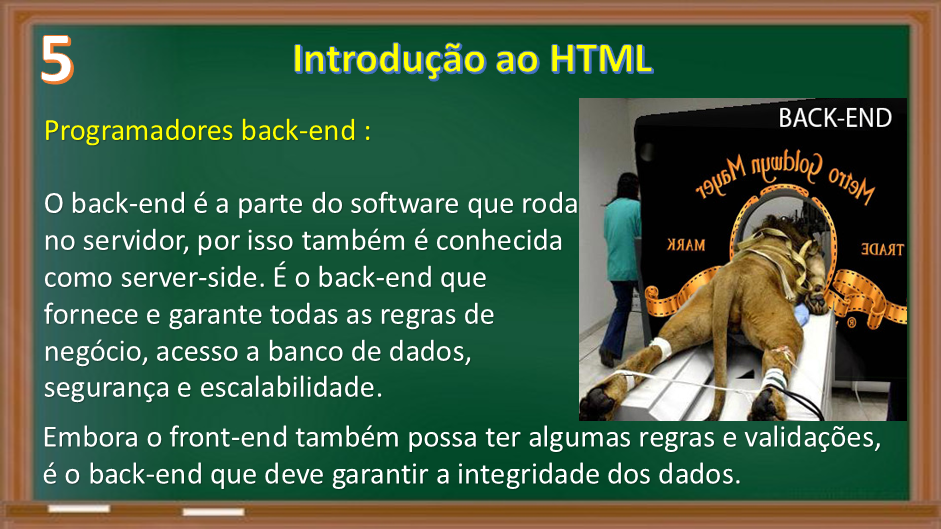 5
Introdução ao HTML
Programadores back-end :
O back-end é a parte do software que roda
no servidor, por isso também é conhecida
como server-side. É o back-end que
fornece e garante todas as regras de
negócio, acesso a banco de dados,
segurança e escalabilidade.
BACK-END
Metro Goldwyn Mayer
MARK
TRADE
®
Embora o front-end também possa ter algumas regras e validações,
é o back-end que deve garantir a integridade dos dados.